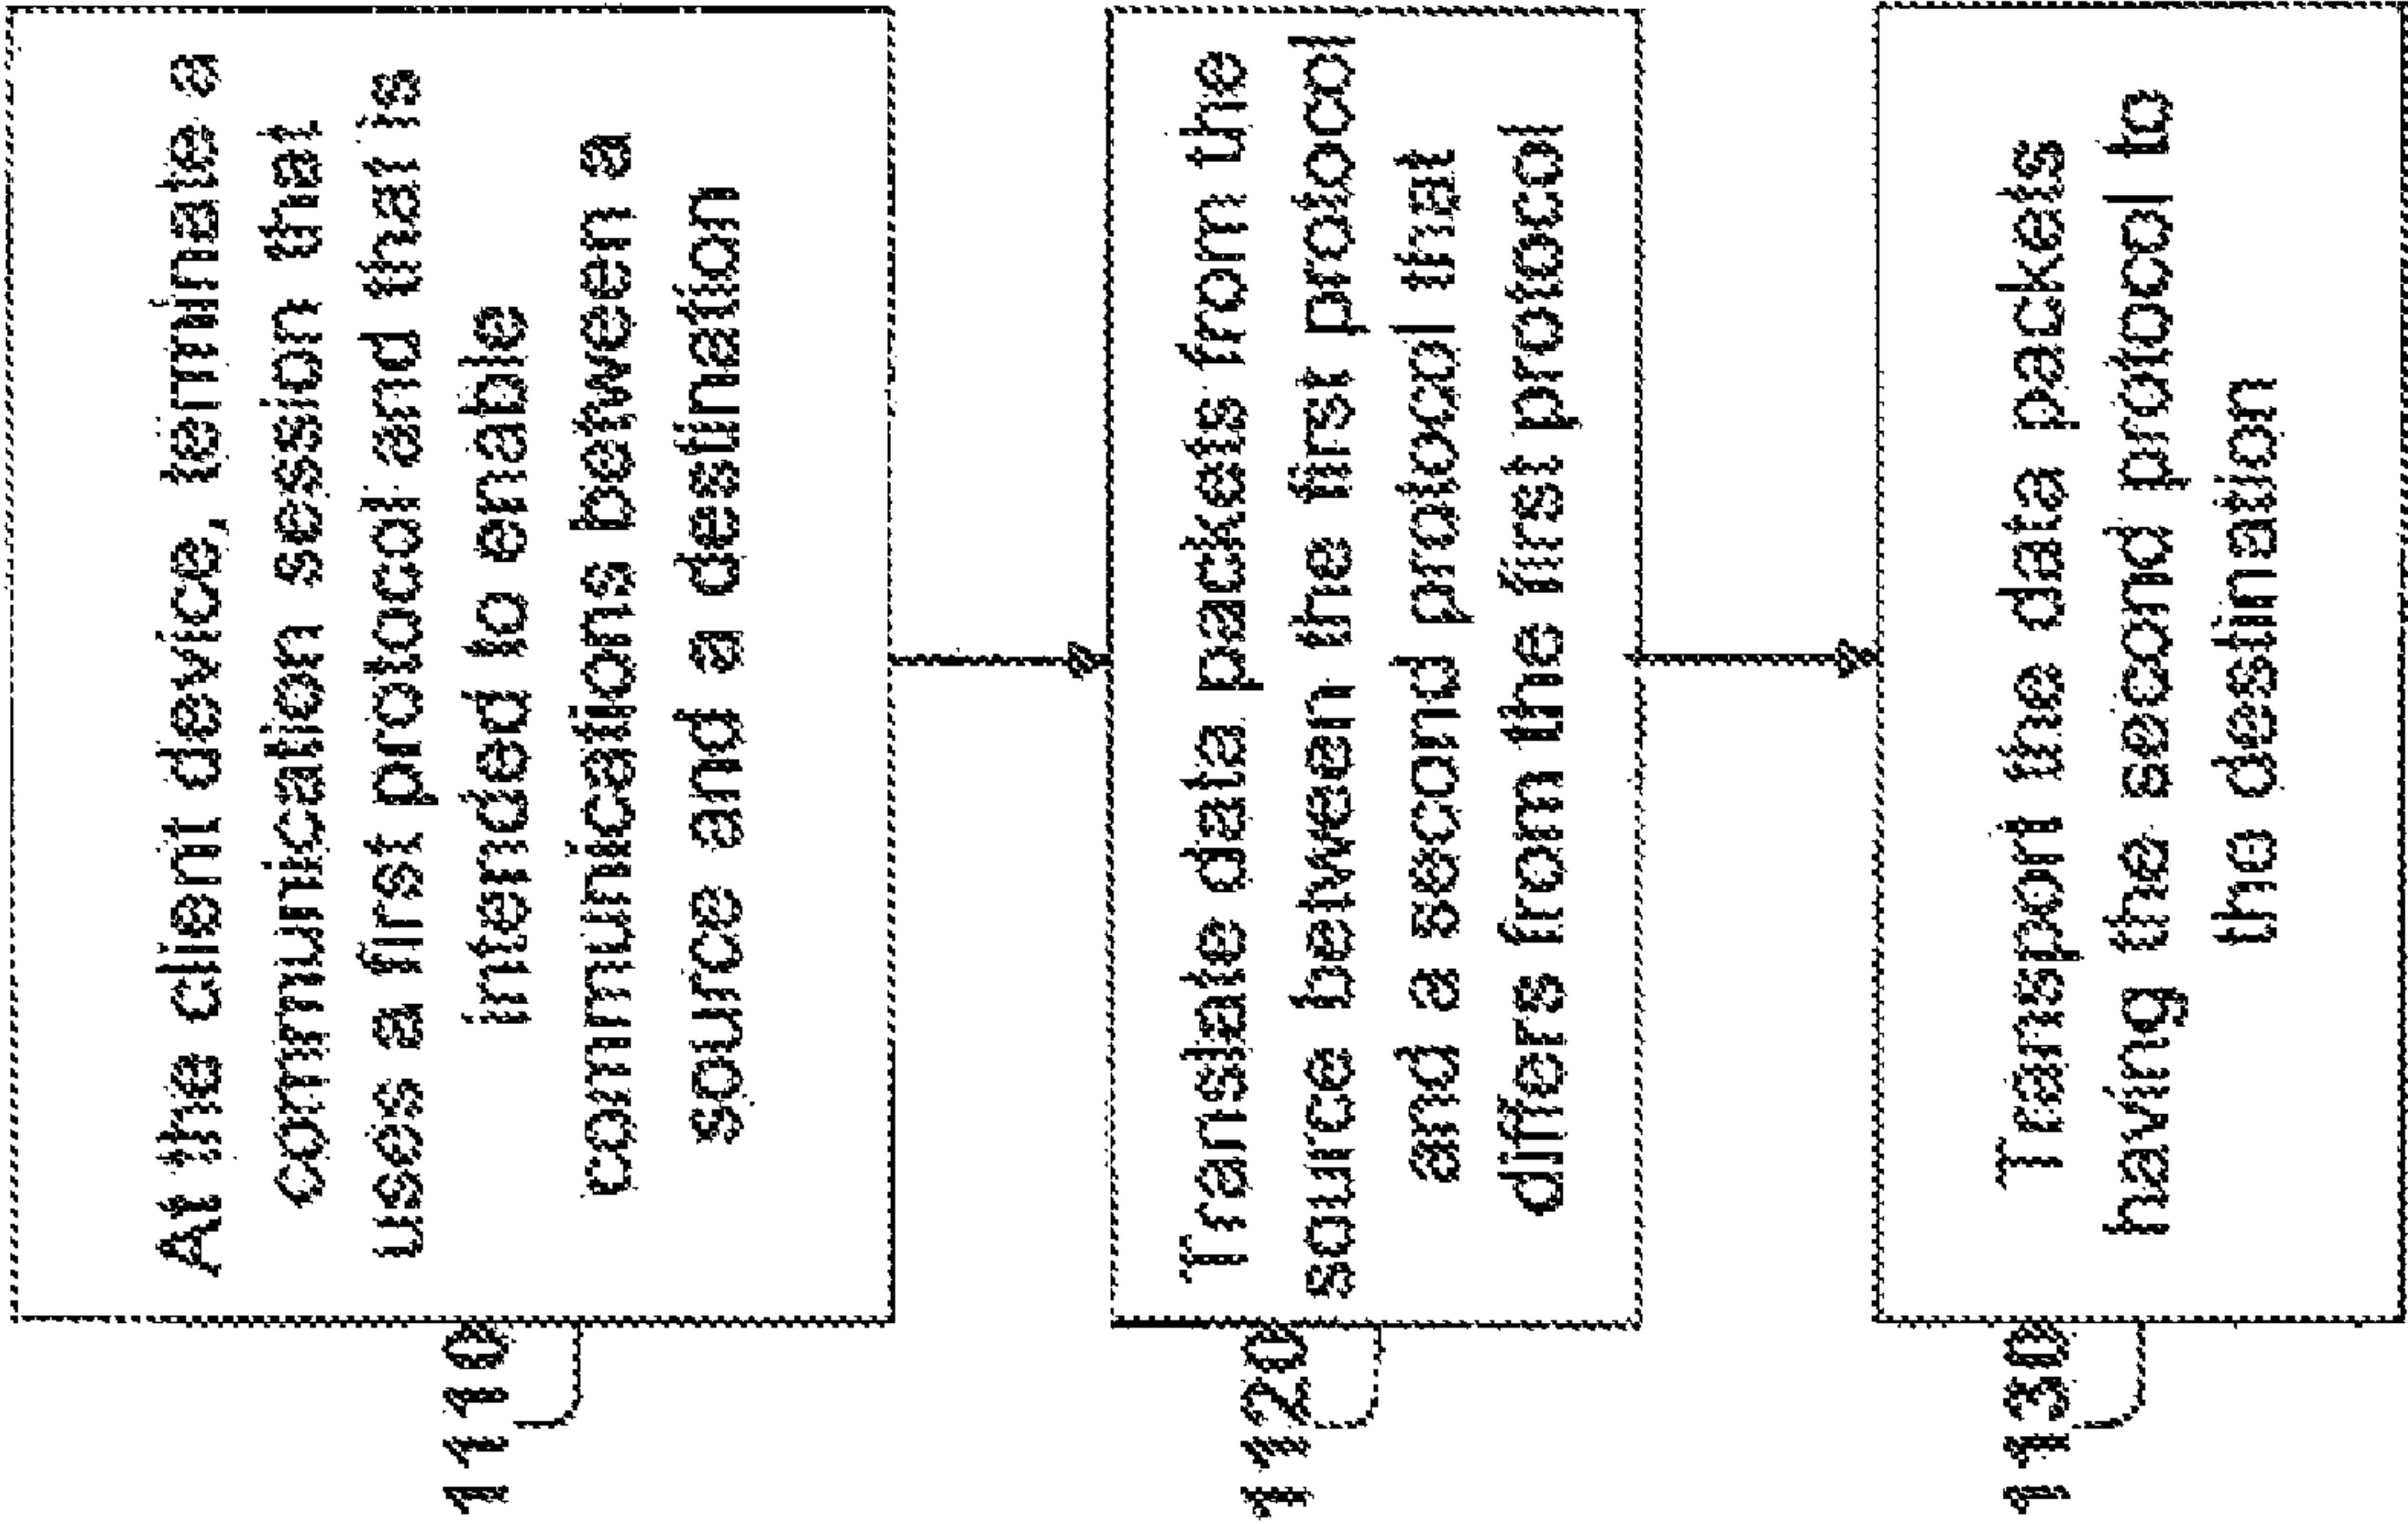 1110
At the client device, terminate a
communication session that
uses a first protocol and that is
intended to enable
communications between a
source and a destination
1120
Translate data packets from the
source between the first protocol
and a second protocol that
differs from the first protocol
1130
Transport the data packets
having the second protocol to
the destination